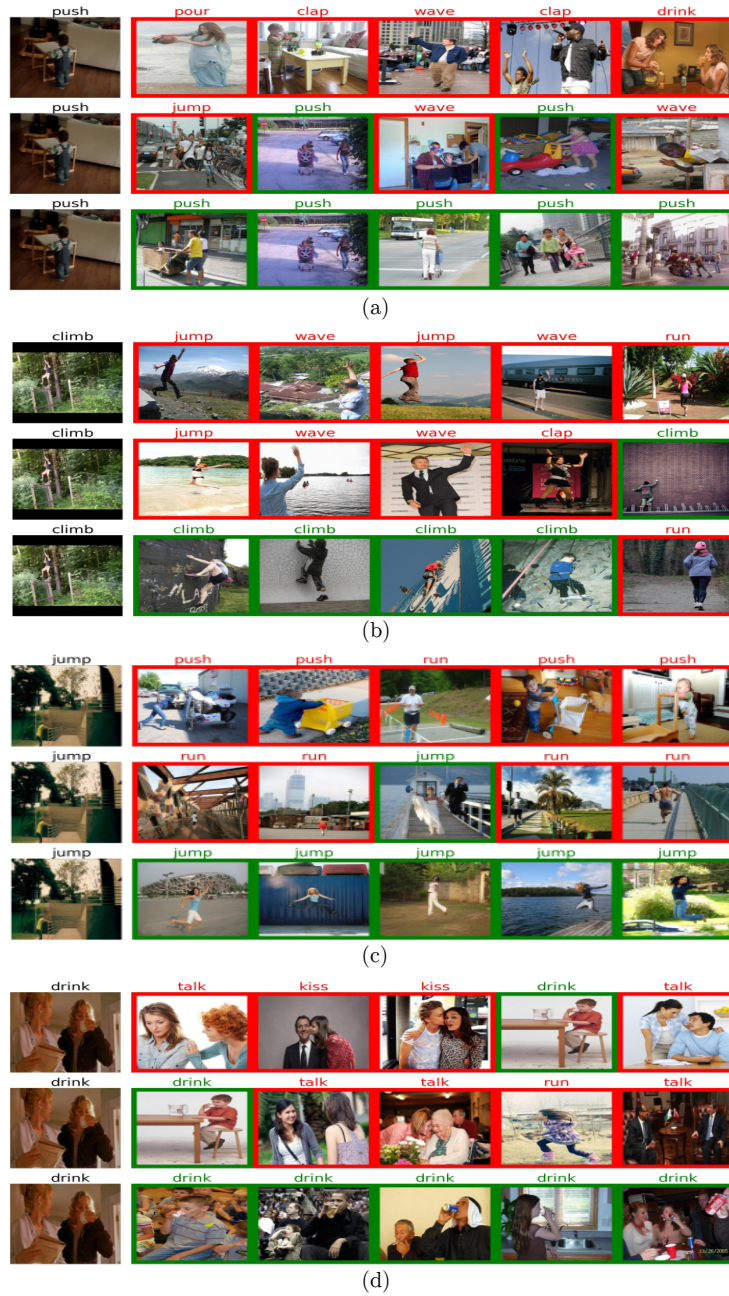 push pour clap wave clap drink
push jump push wave push wave
push push push push push push
(a)
climb jump wave jump wave run
climb jump wave wave clap climb
climb climb climb climb climb run
(b)
jump push push run push push
jump run run jump run run
jump jump jump jump jump jump
(c)
drink talk kiss kiss drink talk
drink drink talk talk run talk
drink drink drink drink drink drink
(d)